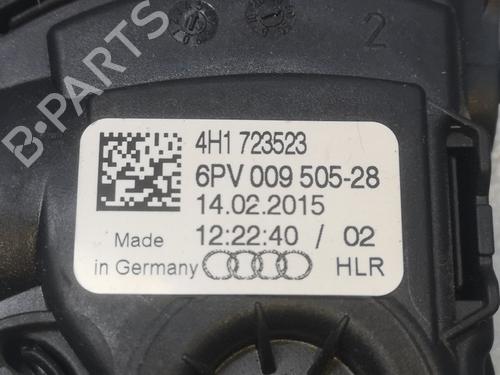 B-PARTS
2
4H1 723523
6PV 009 505-28
14.02.2015
Made 12:22:40 / 02
in Germany HLR